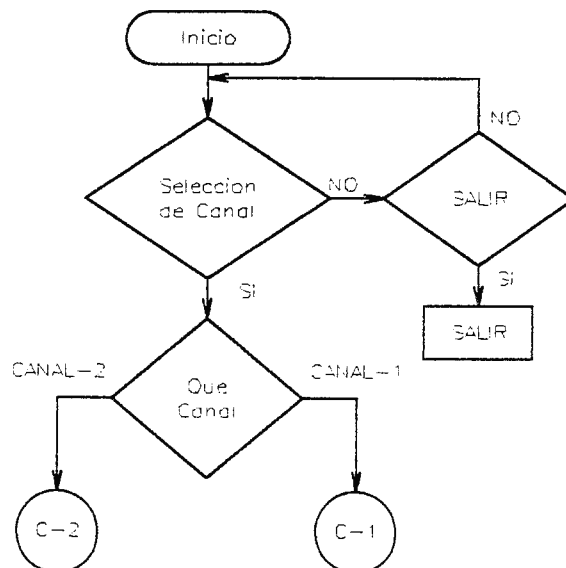 Inicio
NO
Seleccion
de Canal
NO
SALIR
SI
SI
SALIR
CANAL-2
Que
Canal
CANAL-1
C-2
C-1